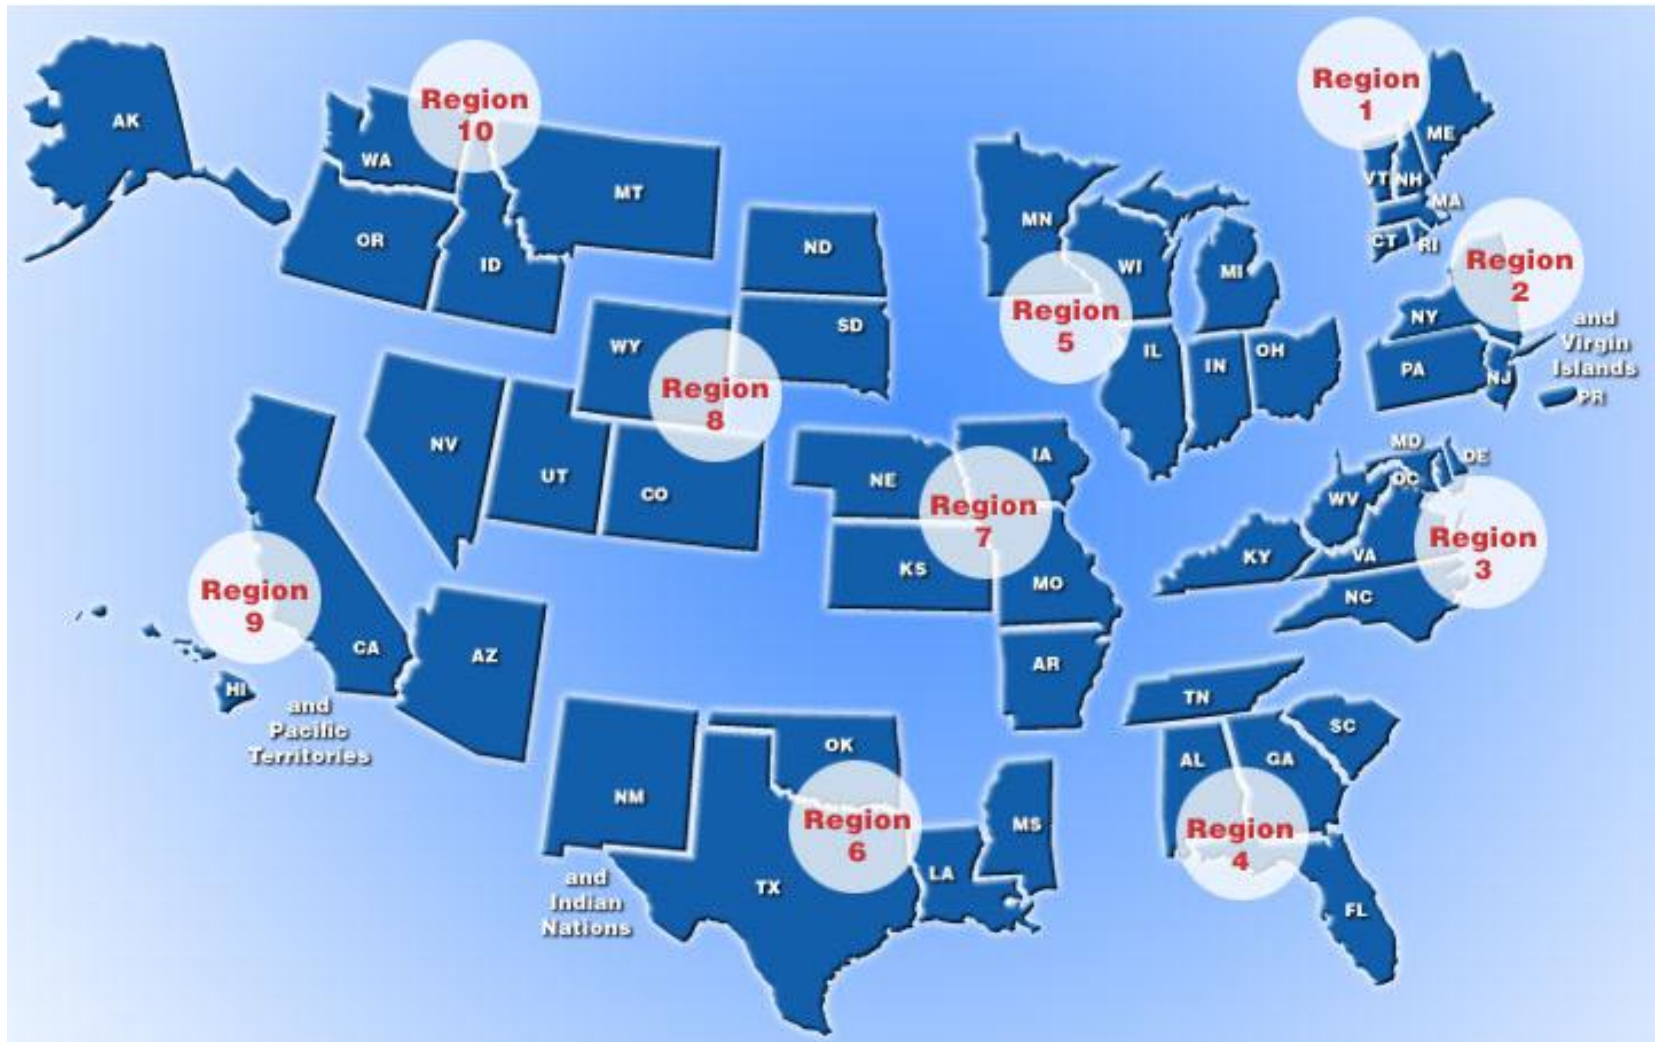 AK
WA
OR
ID
MT
Region
10
ND
SD
WY
UT
CO
Region
8
NV
CA
AZ
HI
Region
9
and
Pacific
Territories
MN
WI
MI
IL
IN
OH
Region
5
NE
IA
KS
MO
AR
Region
7
NM
OK
TX
LA
MS
Region
6
and
Indian
Nations
Region
1
ME
VT
NH
MA
CT
RI
Region
2
NY
PA
NJ
and
Virgin
Islands
PR
MD
DE
DC
WV
KY
VA
NC
Region
3
TN
SC
AL
GA
FL
Region
4